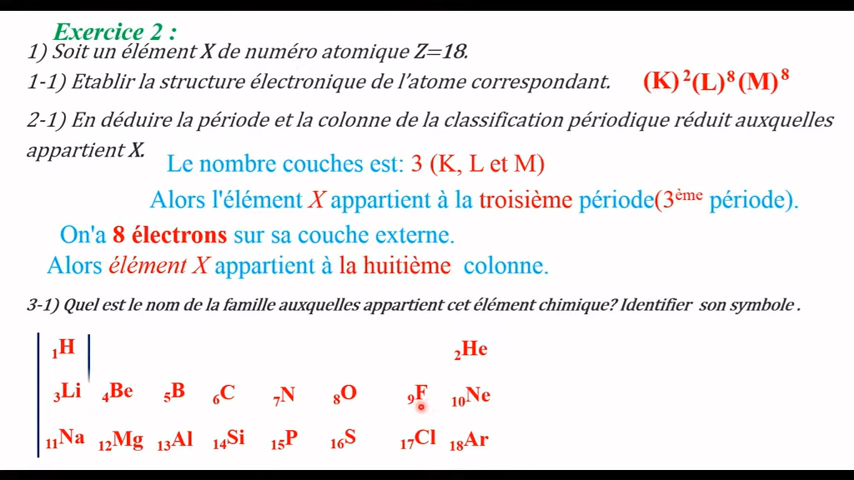 Exercice 2 :
1) Soit un élément X de numéro atomique Z=18.
1-1) Etablir la structure électronique de l'atome correspondant. (K)²(L)⁸(M)⁸
2-1) En déduire la période et la colonne de la classification périodique réduit auxquelles
appartient X.
Le nombre couches est: 3 (K, L et M)
Alors l'élément X appartient à la troisième période(3ème période).
On'a 8 électrons sur sa couche externe.
Alors élément X appartient à la huitième colonne.
3-1) Quel est le nom de la famille auxquelles appartient cet élément chimique? Identifier son symbole .
₁H ₂He
₃Li ₄Be ₅B ₆C ₇N ₈O ₉F ₁₀Ne
₁₁Na ₁₂Mg ₁₃Al ₁₄Si ₁₅P ₁₆S ₁₇Cl ₁₈Ar